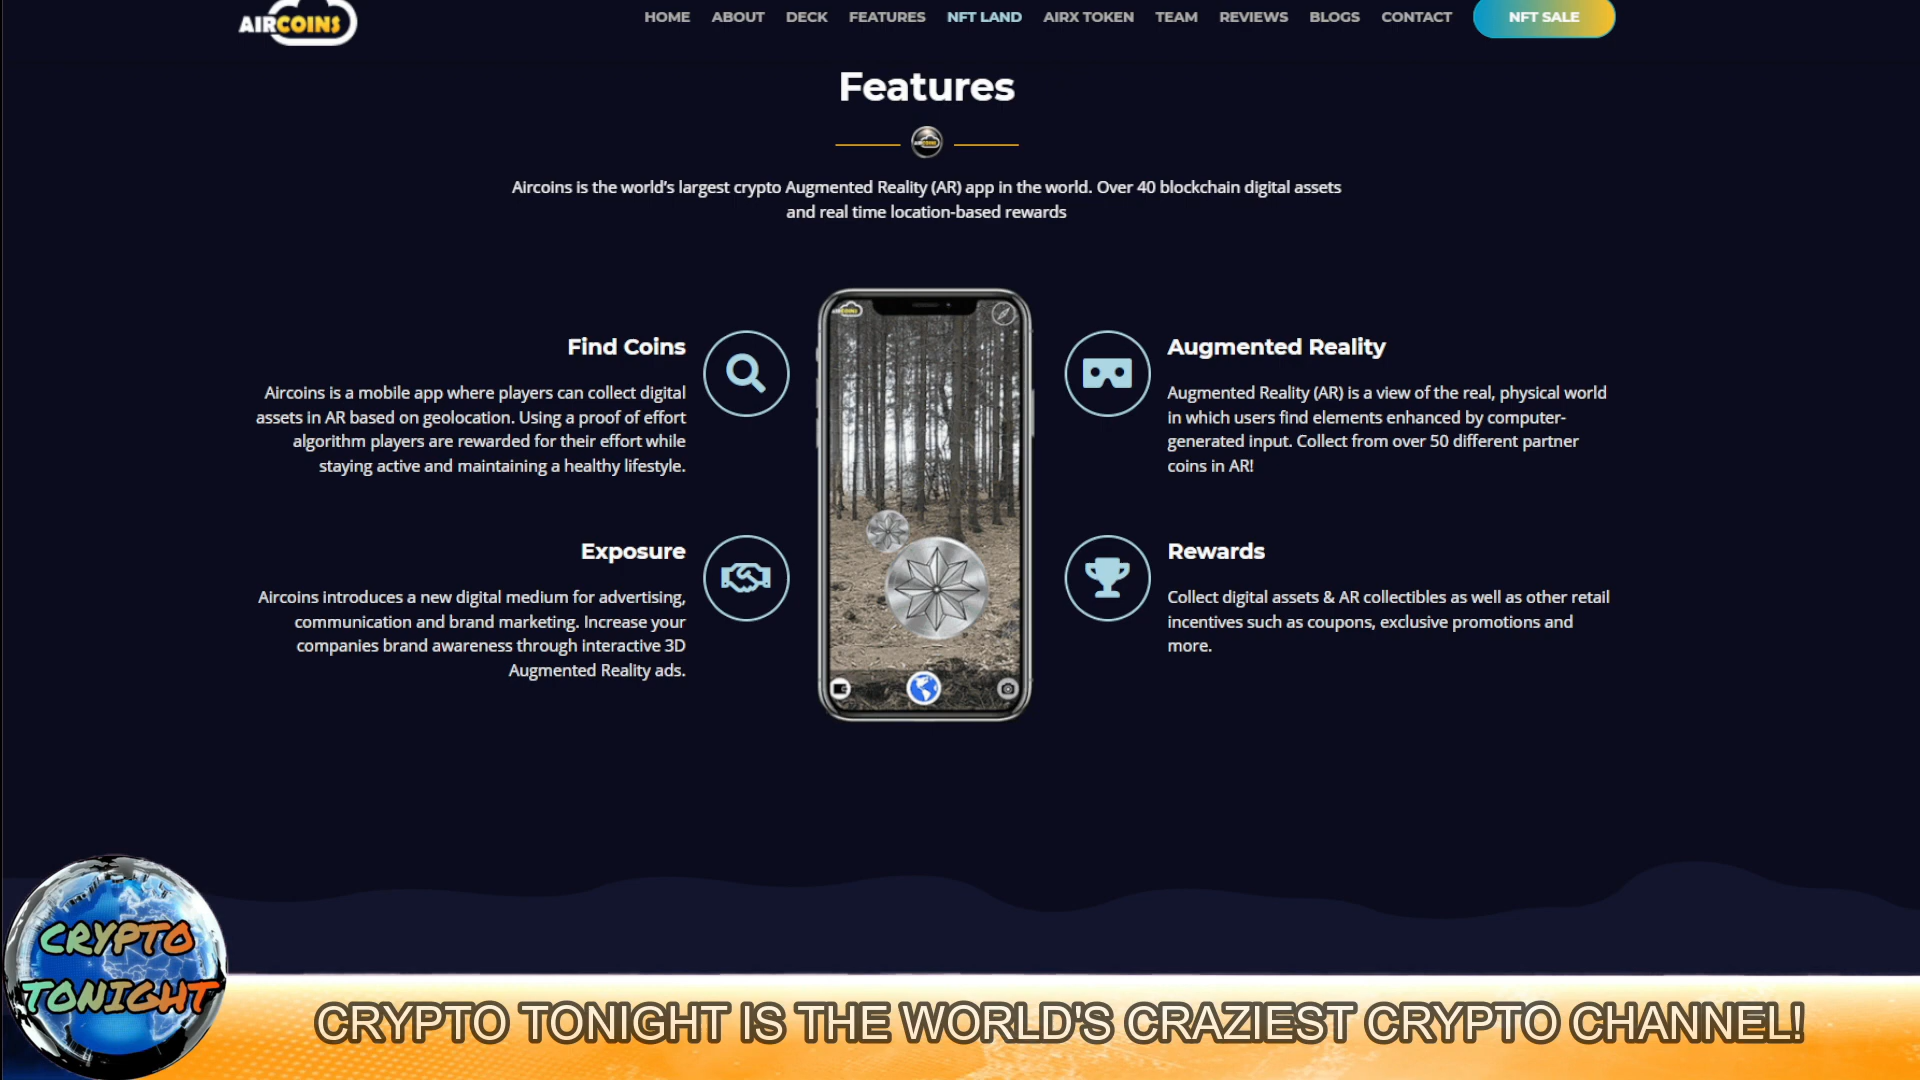 AIRCOINS
HOME ABOUT DECK FEATURES NFT LAND AIRX TOKEN TEAM REVIEWS BLOGS CONTACT NFT SALE
Features
AIRCOINS
Aircoins is the world's largest crypto Augmented Reality (AR) app in the world. Over 40 blockchain digital assets
and real time location-based rewards
AIRCOINS
Find Coins
Aircoins is a mobile app where players can collect digital
assets in AR based on geolocation. Using a proof of effort
algorithm players are rewarded for their effort while
staying active and maintaining a healthy lifestyle.
Augmented Reality
Augmented Reality (AR) is a view of the real, physical world
in which users find elements enhanced by computer-
generated input. Collect from over 50 different partner
coins in AR!
Exposure
Aircoins introduces a new digital medium for advertising,
communication and brand marketing. Increase your
companies brand awareness through interactive 3D
Augmented Reality ads.
Rewards
Collect digital assets & AR collectibles as well as other retail
incentives such as coupons, exclusive promotions and
more.
CRYPTO
TONIGHT
CRYPTO TONIGHT IS THE WORLD'S CRAZIEST CRYPTO CHANNEL!